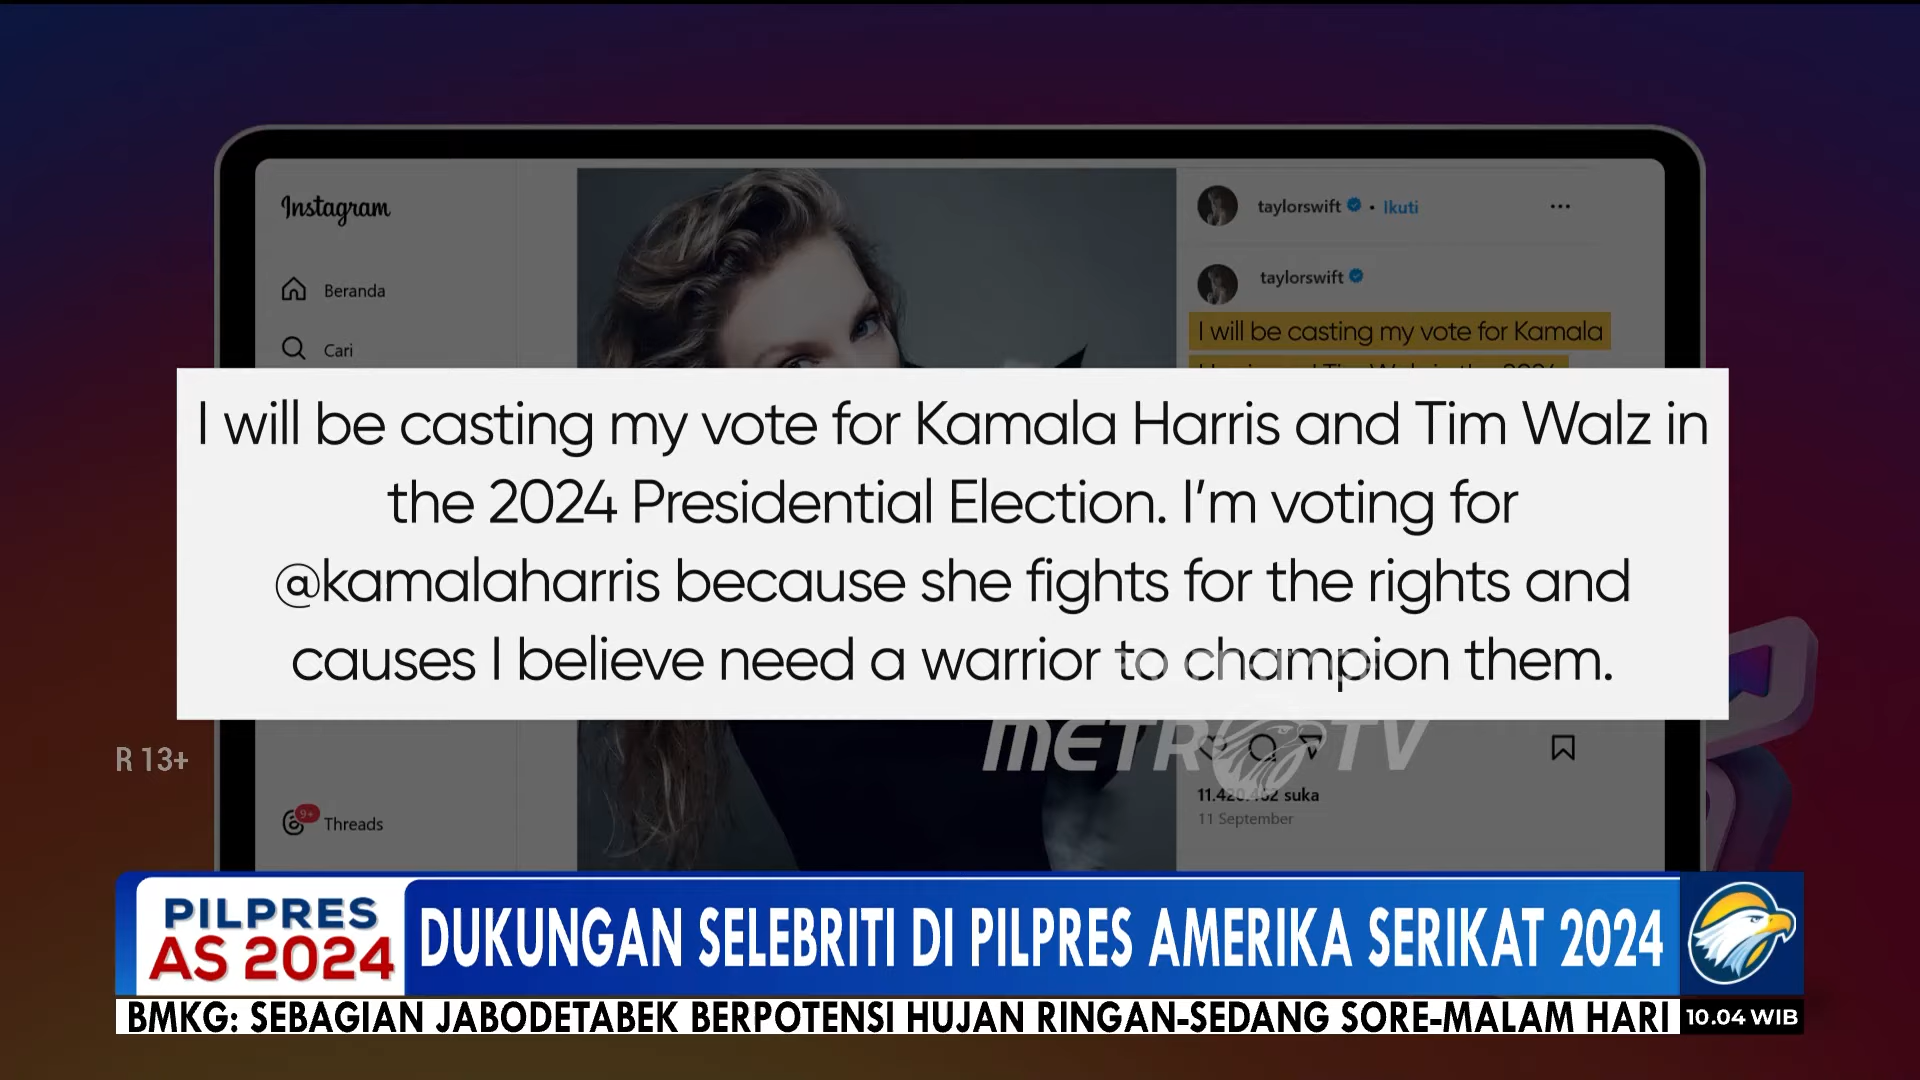 Instagram
taylorswift • Ikuti
Beranda
taylorswift
Cari
I will be casting my vote for Kamala
I will be casting my vote for Kamala Harris and Tim Walz in
the 2024 Presidential Election. I'm voting for
@kamalaharris because she fights for the rights and
causes I believe need a warrior to champion them.
METRO TV
R 13+
suka
11 September
9+
Threads
PILPRES
AS 2024
DUKUNGAN SELEBRITI DI PILPRES AMERIKA SERIKAT 2024
BMKG: SEBAGIAN JABODETABEK BERPOTENSI HUJAN RINGAN-SEDANG SORE-MALAM HARI
10.04 WIB